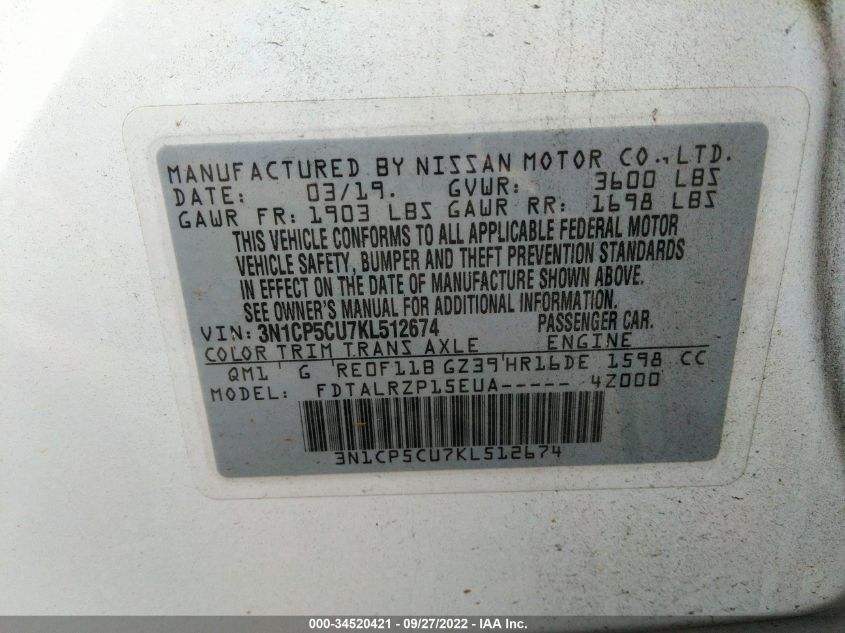 MANUFACTURED BY NISSAN MOTOR CO., LTD.
DATE: 03/19. GVWR: 3600 LBS
GAWR FR: 1903 LBS GAWR RR: 1698 LBS
THIS VEHICLE CONFORMS TO ALL APPLICABLE FEDERAL MOTOR
VEHICLE SAFETY, BUMPER AND THEFT PREVENTION STANDARDS
IN EFFECT ON THE DATE OF MANUFACTURE SHOWN ABOVE.
SEE OWNER'S MANUAL FOR ADDITIONAL INFORMATION.
VIN: 3N1CP5CU7KL512674 PASSENGER CAR.
COLOR TRIM TRANS AXLE ENGINE
QM1 G RE0F11B GZ39 HR16DE 1598 CC
MODEL: FDTALRZP15EUA----- 4Z000
3N1CP5CU7KL512674
000-34520421 - 09/27/2022 - IAA Inc.